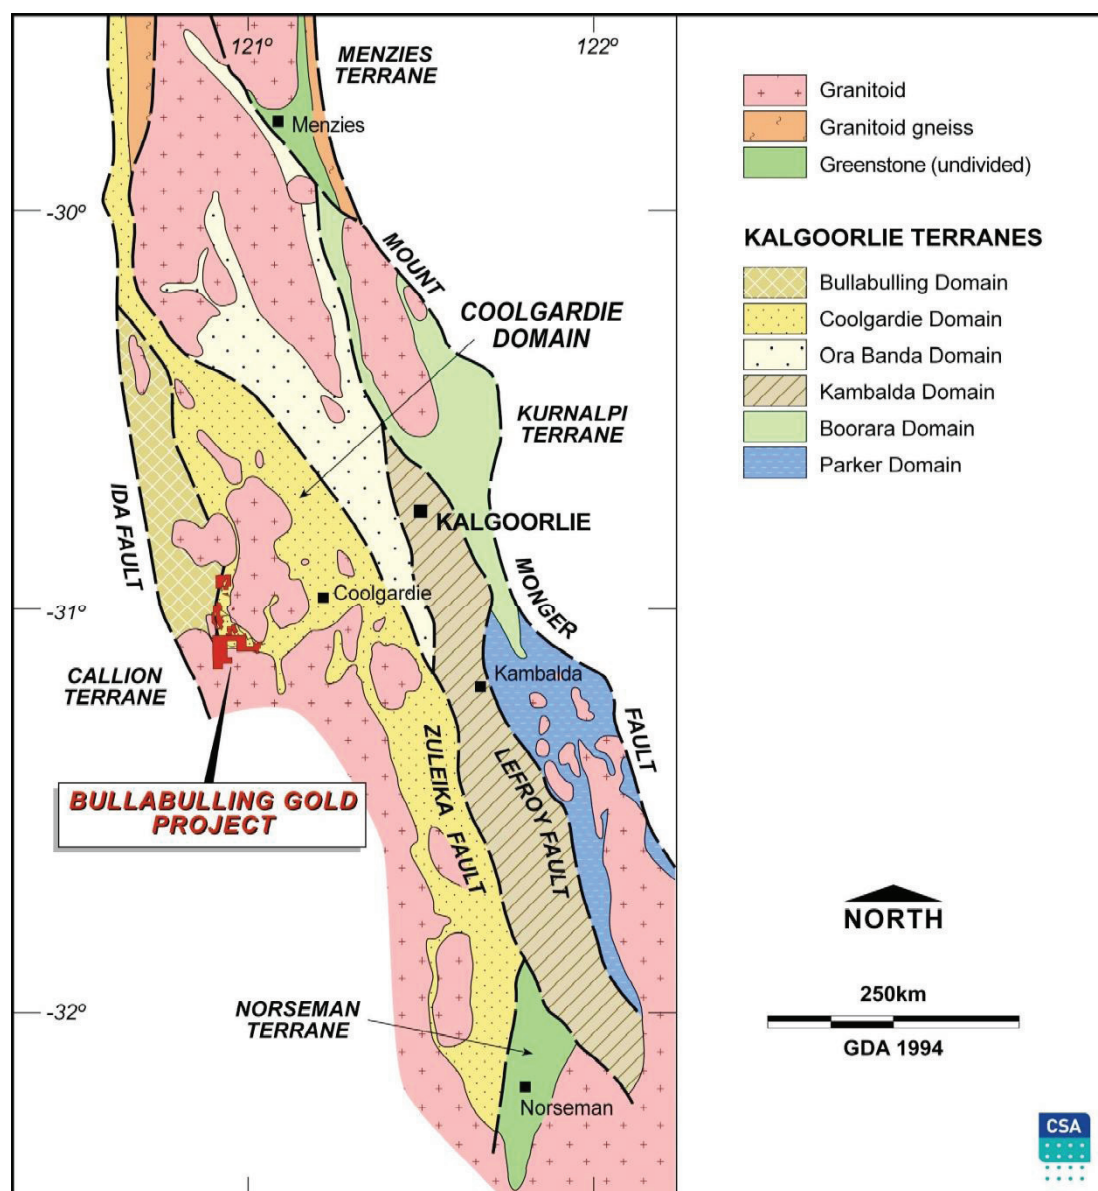 121º
122º
MENZIES
TERRANE
Menzies
-30º
MOUNT
COOLGARDIE
DOMAIN
KURNALPI
TERRANE
IDA FAULT
KALGOORLIE
Coolgardie
-31º
MONGER
CALLION
TERRANE
Kambalda
FAULT
ZULEIKA FAULT
LEFROY FAULT
BULLABULLING GOLD
PROJECT
-32º
NORSEMAN
TERRANE
Norseman
Granitoid
Granitoid gneiss
Greenstone (undivided)
KALGOORLIE TERRANES
Bullabulling Domain
Coolgardie Domain
Ora Banda Domain
Kambalda Domain
Boorara Domain
Parker Domain
NORTH
250km
GDA 1994
CSA